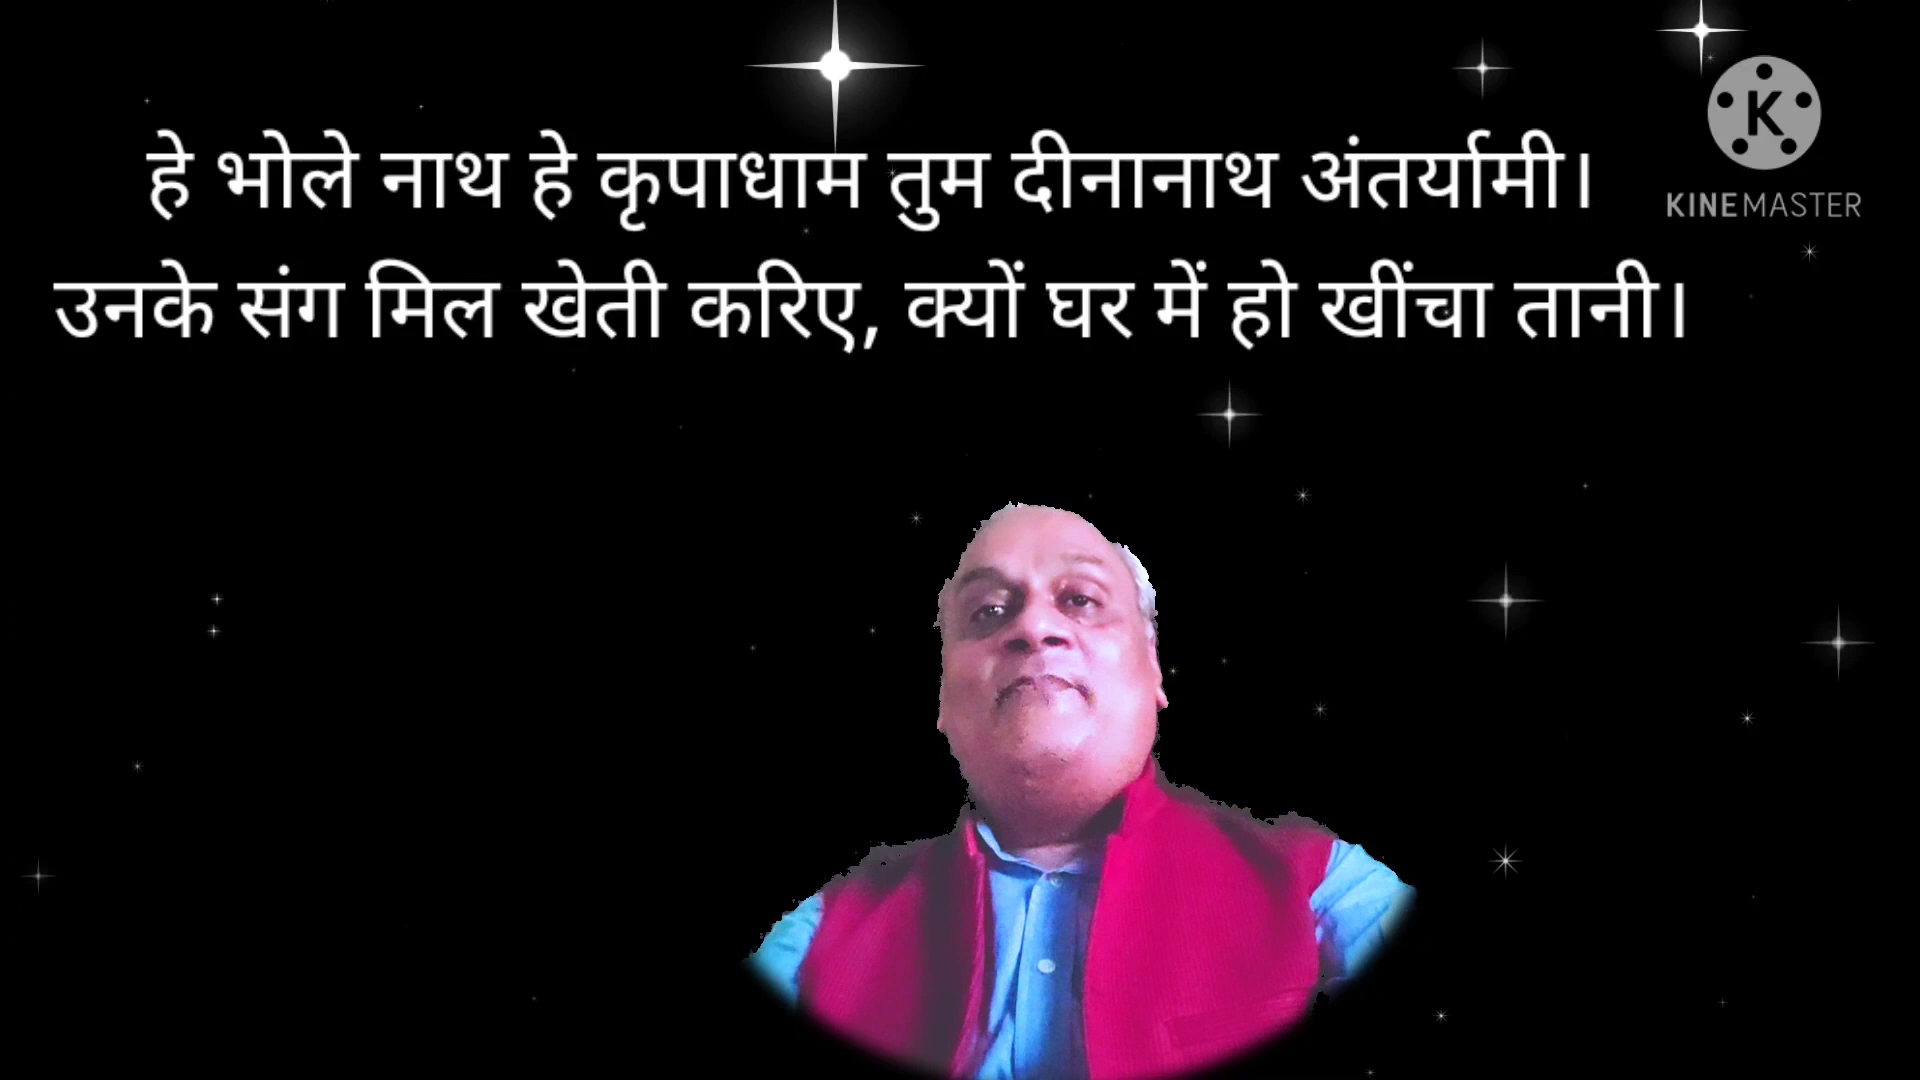 हे भोले नाथ हे कृपाधाम तुम दीनानाथ अंतर्यामी।
उनके संग मिल खेती करिए, क्यों घर में हो खींचा तानी।
K
KINEMASTER